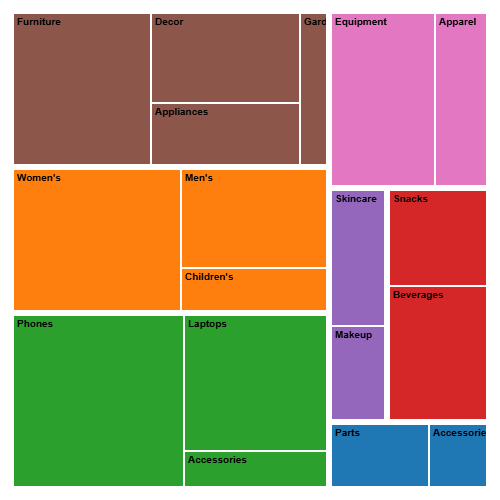 Furniture
Decor
Gard
Appliances
Equipment
Apparel
Women's
Men's
Children's
Skincare
Snacks
Makeup
Beverages
Phones
Laptops
Accessories
Parts
Accessorie